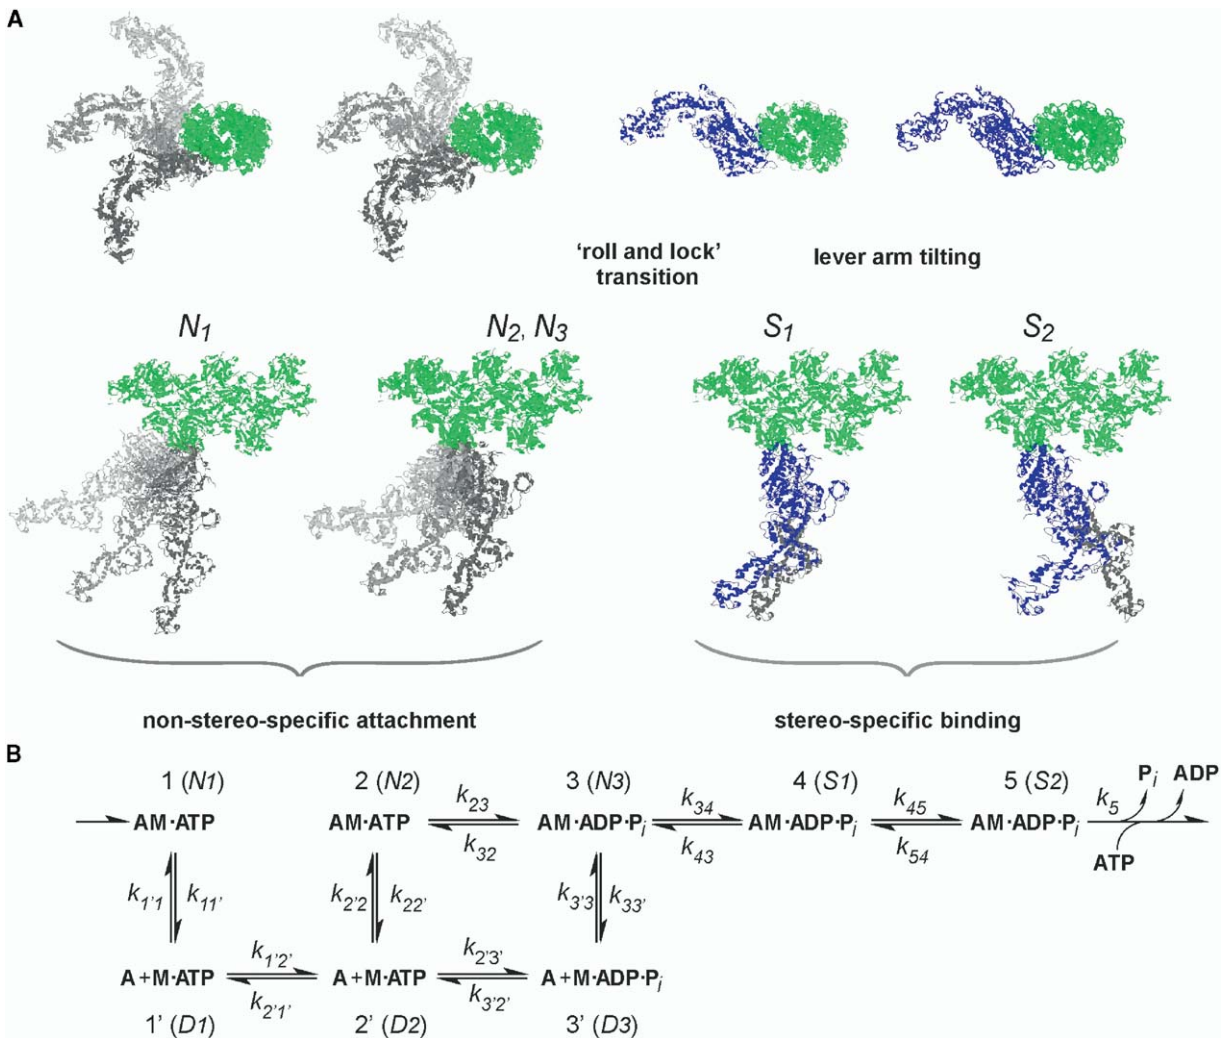 A
'roll and lock'
transition
lever arm tilting
N1
N2, N3
S1
S2
non-stereo-specific attachment
stereo-specific binding
B
1 (N1)
2 (N2)
3 (N3)
4 (S1)
5 (S2)
Pi ADP
k23
k34
k45
k5
AM·ATP
AM·ATP
AM·ADP·Pi
AM·ADP·Pi
AM·ADP·Pi
k32
k43
k54
ATP
k1'1
k11'
k2'2
k22'
k3'3
k33'
k1'2'
k2'3'
A+M·ATP
A+M·ATP
A+M·ADP·Pi
k2'1'
k3'2'
1' (D1)
2' (D2)
3' (D3)